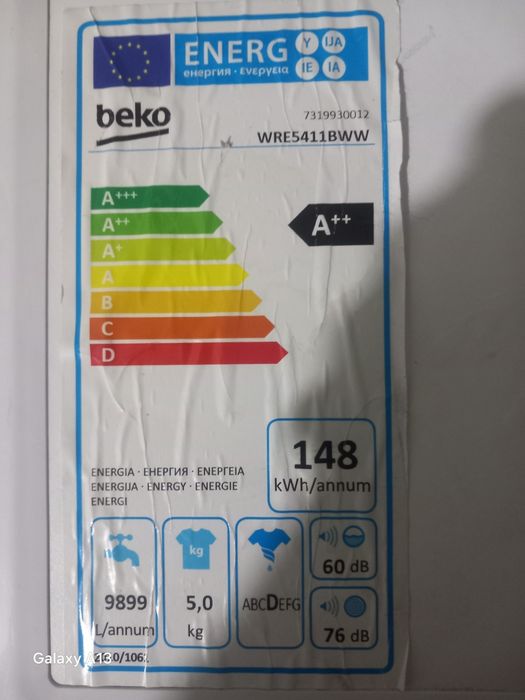 ENERG Y IJA
енергия · ενεργεια IE IA
beko
7319930012
WRE5411BWW
A+++
A++
A++
A+
A
B
C
D
148
kWh/annum
ENERGIA · ЕНЕРГИЯ · ΕΝΕΡΓΕΙΑ
ENERGIJA · ENERGY · ENERGIE
ENERGI
kg
60 dB
9899
L/annum
5,0
kg
ABCDEFG
76 dB
Galaxy A13